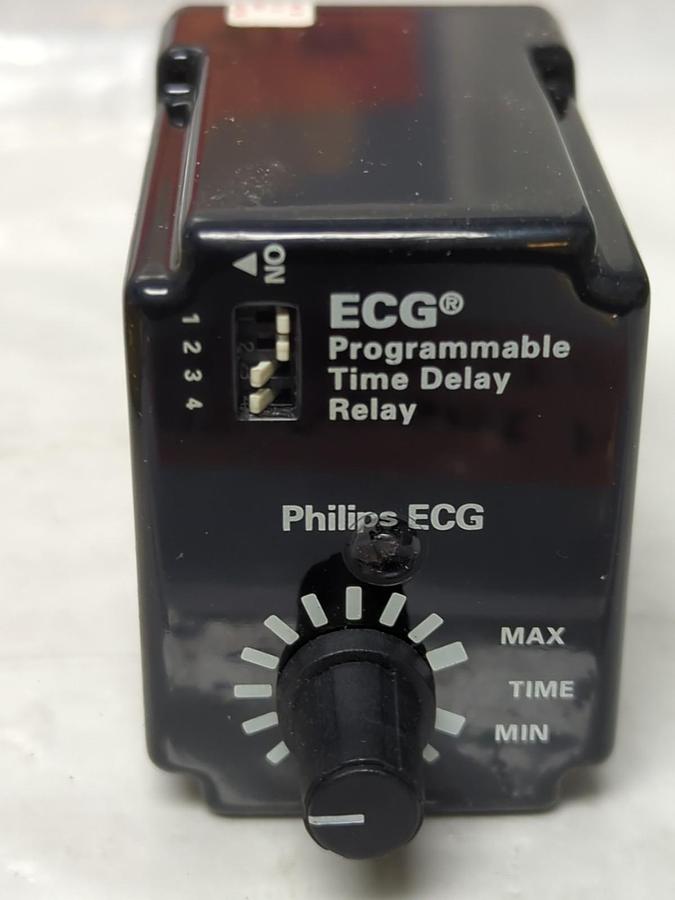 ON
1
2
3
4
ECG®
Programmable
Time Delay
Relay
Philips ECG
MAX
TIME
MIN